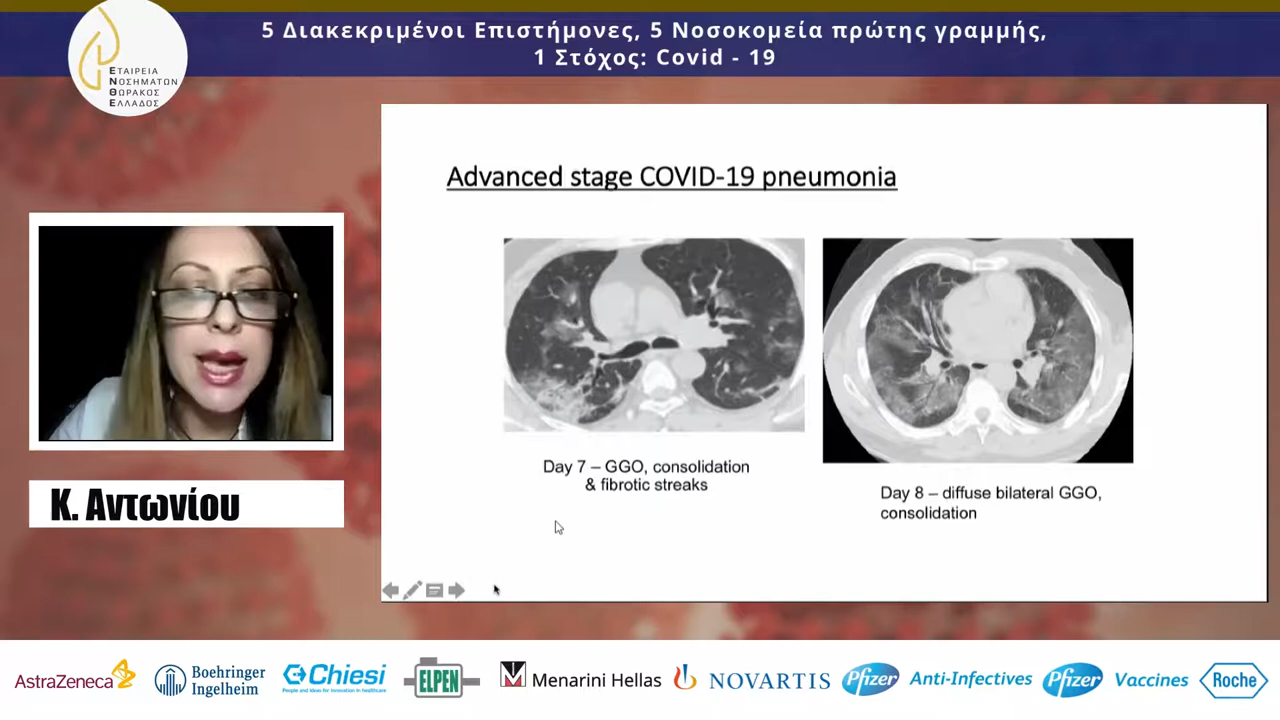 5 Διακεκριμένοι Επιστήμονες, 5 Νοσοκομεία πρώτης γραμμής,
1 Στόχος: Covid - 19
ΕΤΑΙΡΕΙΑ
ΝΟΣΗΜΑΤΩΝ
ΘΩΡΑΚΟΣ
ΕΛΛΑΔΟΣ
Advanced stage COVID-19 pneumonia
Day 7 – GGO, consolidation
& fibrotic streaks
Day 8 – diffuse bilateral GGO,
consolidation
Κ. Αντωνίου
AstraZeneca
Boehringer
Ingelheim
Chiesi
People and ideas for innovation in healthcare
ELPEN
Menarini Hellas
NOVARTIS
Pfizer
Anti-Infectives
Pfizer
Vaccines
Roche